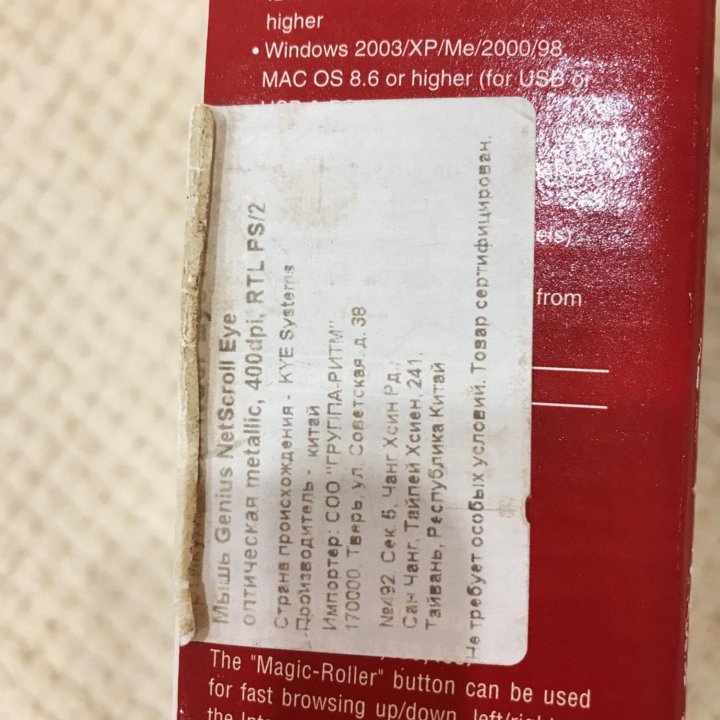 higher
• Windows 2003/XP/Me/2000/98,
MAC OS 8.6 or higher (for USB or
from
Мышь Genius NetScroll Eye
оптическая metallic, 400dpi, RTL PS/2
Страна происхождения - KYE Systems
Производитель - китай
Импортер: СОО "ГРУППА-РИТМ"
170000, Тверь, ул. Советская, д. 38
№492, Сек.5, Чанг Хсин Рд.,
Сан Чанг, Тайпей Хсиен, 241,
Тайвань, Республика Китай
Не требует особых условий. Товар сертифицирован.
The "Magic-Roller" button can be used
for fast browsing up/down, left/right